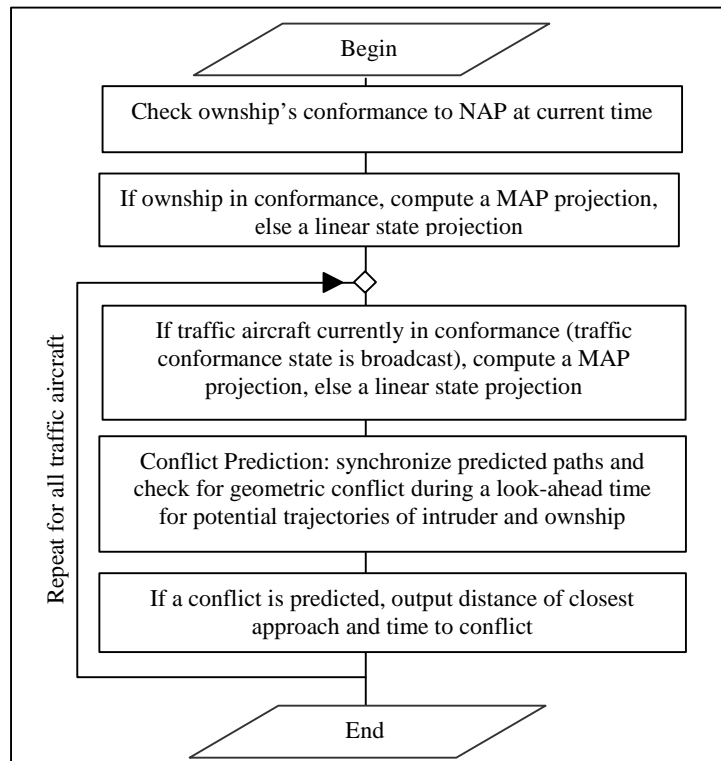 Begin
Check ownship's conformance to NAP at current time
If ownship in conformance, compute a MAP projection,
else a linear state projection
If traffic aircraft currently in conformance (traffic
conformance state is broadcast), compute a MAP
projection, else a linear state projection
Conflict Prediction: synchronize predicted paths and
check for geometric conflict during a look-ahead time
for potential trajectories of intruder and ownship
If a conflict is predicted, output distance of closest
approach and time to conflict
Repeat for all traffic aircraft
End